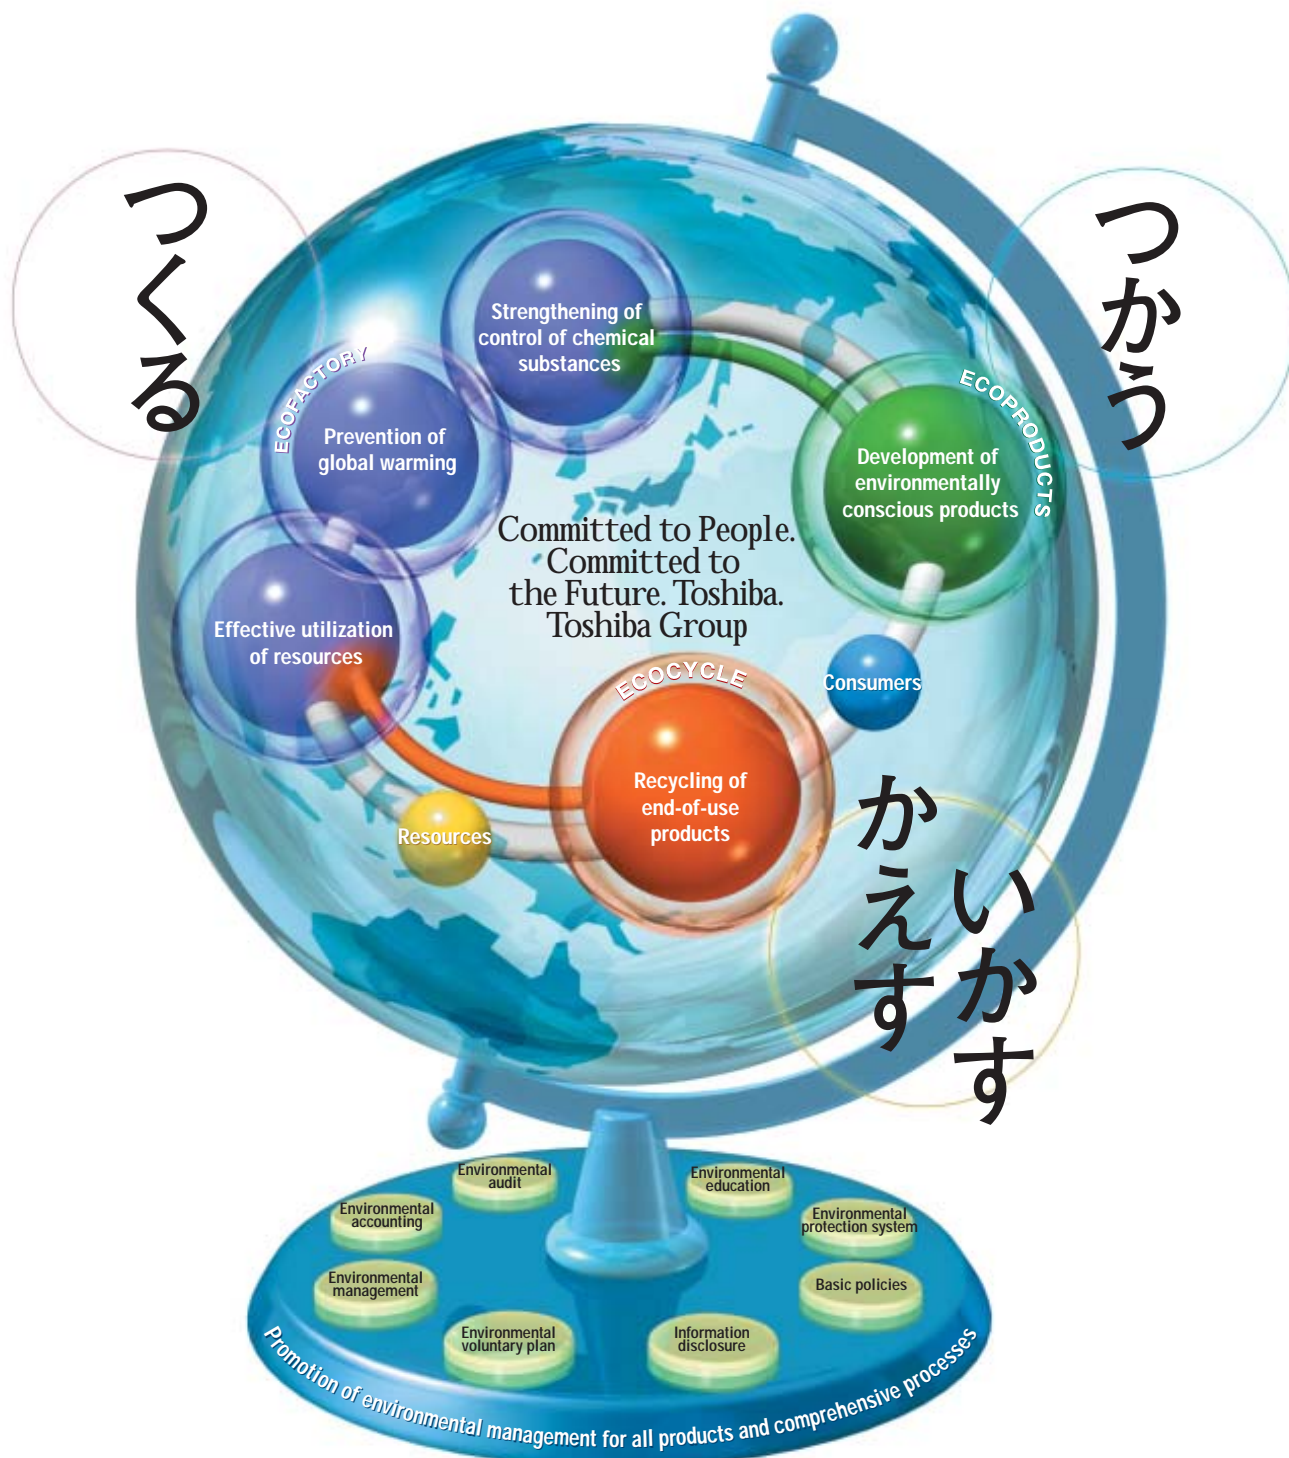 つくる
つかう
Strengthening of
control of chemical
substances
ECOFACTORY
Prevention of
global warming
ECOPRODUCTS
Development of
environmentally
conscious products
Committed to People.
Committed to
the Future. Toshiba.
Toshiba Group
Effective utilization
of resources
ECOCYCLE
Consumers
Recycling of
end-of-use
products
Resources
いかす
かえす
Environmental
audit
Environmental
education
Environmental
accounting
Environmental
protection system
Environmental
management
Basic policies
Environmental
voluntary plan
Information
disclosure
Promotion of environmental management for all products and comprehensive processes